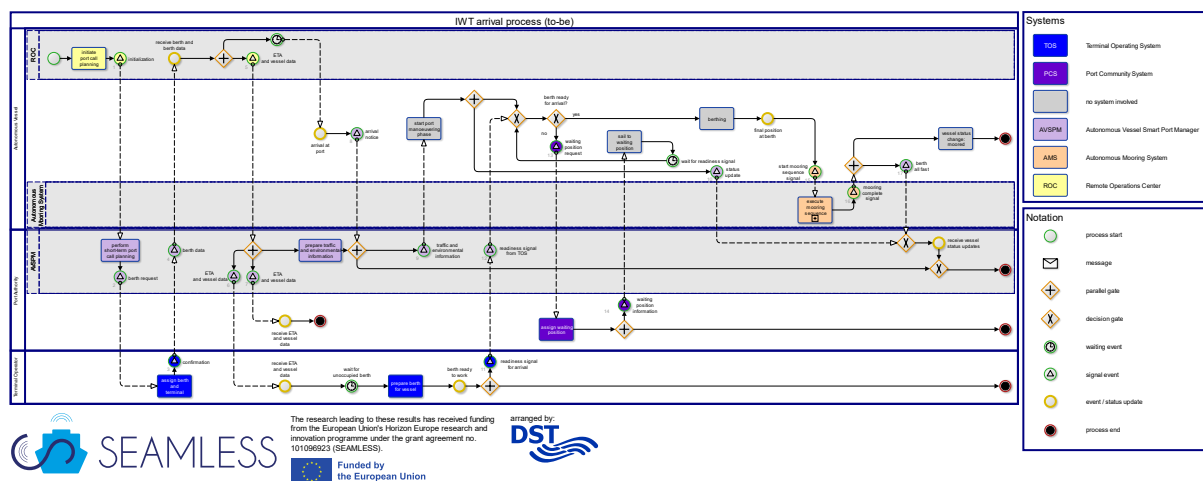 IWT arrival process (to-be)
Autonomous Vessel
ROC
initiate
port call
planning
initialization
receive berth and
berth data
ETA
and vessel data
arrival at
port
arrival
notice
start port
manoeuvering
phase
berth ready
for arrival?
yes
no
waiting
position
request
sail to
waiting
position
wait for readiness signal
status
update
berthing
final position
at berth
start mooring
sequence
signal
vessel status
change:
moored
berth
all fast
Autonomous
Mooring System
execute
mooring
sequence
mooring
complete
signal
Port Authority
AVSPM
perform
short-term port
call planning
berth request
berth data
ETA
and vessel data
ETA
and vessel data
prepare traffic
and environmental
information
traffic and
environmental
information
readiness signal
from TOS
receive vessel
status updates
receive ETA
and vessel
data
assign waiting
position
waiting
position
information
14
Terminal Operator
confirmation
assign berth
and
terminal
receive ETA
and vessel
data
wait for
unoccupied berth
prepare berth
for vessel
berth ready
to work
readiness signal
for arrival
Systems
TOS
Terminal Operating System
PCS
Port Community System
no system involved
AVSPM
Autonomous Vessel Smart Port Manager
AMS
Autonomous Mooring System
ROC
Remote Operations Center
Notation
process start
message
parallel gate
decision gate
waiting event
signal event
event / status update
process end
SEAMLESS
The research leading to these results has received funding
from the European Union's Horizon Europe research and
innovation programme under the grant agreement no.
101096923 (SEAMLESS).
Funded by
the European Union
arranged by:
DST